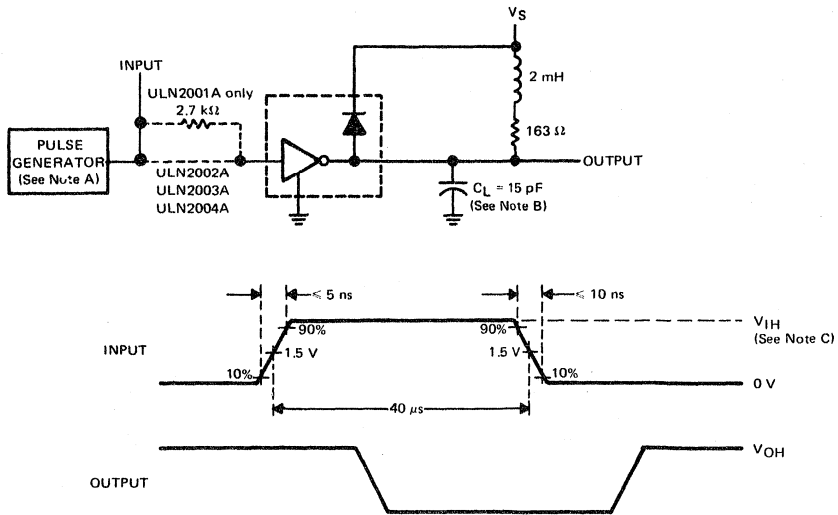 VS
INPUT
ULN2001A only
2.7 kΩ
2 mH
163 Ω
PULSE
GENERATOR
(See Note A)
ULN2002A
ULN2003A
ULN2004A
OUTPUT
CL = 15 pF
(See Note B)
≤ 5 ns
≤ 10 ns
INPUT
90%
1.5 V
10%
90%
1.5 V
10%
VIH
(See Note C)
0 V
40 μs
OUTPUT
VOH